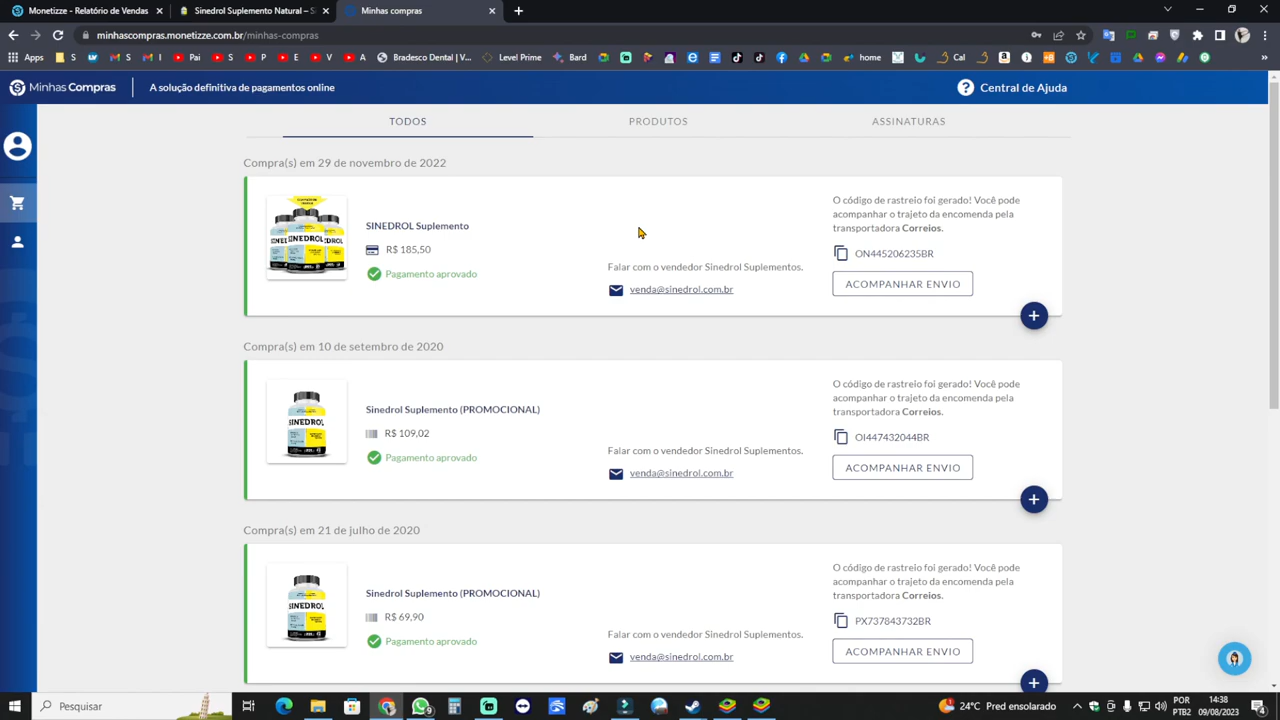 Monetizze - Relatório de Vendas
Sinedrol Suplemento Natural – S
Minhas compras
minhascompras.monetizze.com.br/minhas-compras
Apps
Bradesco Dental | V
Level Prime
Bard
home
Cal
Minhas Compras
A solução definitiva de pagamentos online
Central de Ajuda
TODOS
PRODUTOS
ASSINATURAS
Compra(s) em 29 de novembro de 2022
SINEDROL
SINEDROL Suplemento
R$ 185,50
Pagamento aprovado
Falar com o vendedor Sinedrol Suplementos.
venda@sinedrol.com.br
O código de rastreio foi gerado! Você pode
acompanhar o trajeto da encomenda pela
transportadora Correios.
ON445206235BR
ACOMPANHAR ENVIO
Compra(s) em 10 de setembro de 2020
SINEDROL
Sinedrol Suplemento (PROMOCIONAL)
R$ 109,02
Pagamento aprovado
Falar com o vendedor Sinedrol Suplementos.
venda@sinedrol.com.br
O código de rastreio foi gerado! Você pode
acompanhar o trajeto da encomenda pela
transportadora Correios.
OI447432044BR
ACOMPANHAR ENVIO
Compra(s) em 21 de julho de 2020
SINEDROL
Sinedrol Suplemento (PROMOCIONAL)
R$ 69,90
Pagamento aprovado
Falar com o vendedor Sinedrol Suplementos.
venda@sinedrol.com.br
O código de rastreio foi gerado! Você pode
acompanhar o trajeto da encomenda pela
transportadora Correios.
PX737843732BR
ACOMPANHAR ENVIO
Pesquisar
24°C Pred ensolarado
POR
PTB2
14:38
09/08/2023